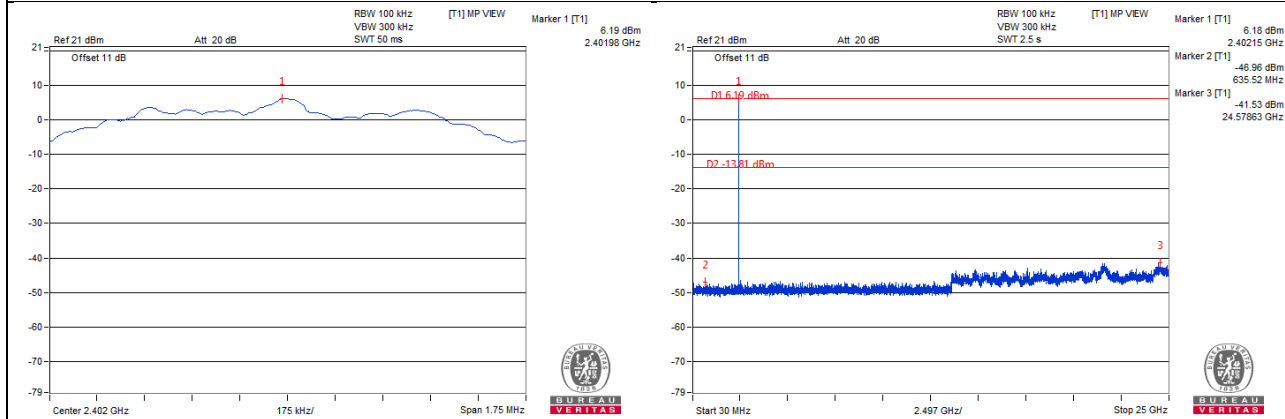 RBW 100 kHz [T1] MP VIEW
VBW 300 kHz
Ref 21 dBm Att 20 dB SWT 50 ms
Marker 1 [T1]
6.19 dBm
2.40198 GHz
21
Offset 11 dB
10
1
0
-10
-20
-30
-40
-50
-60
-70
-79
Center 2.402 GHz 175 kHz/ Span 1.75 MHz
BUREAU VERITAS
1828
BUREAU
VERITAS
RBW 100 kHz [T1] MP VIEW
VBW 300 kHz
Ref 21 dBm Att 20 dB SWT 2.5 s
Marker 1 [T1]
6.18 dBm
2.40215 GHz
Marker 2 [T1]
-46.96 dBm
635.52 MHz
Marker 3 [T1]
-41.53 dBm
24.57863 GHz
21
Offset 11 dB
10
1
D1 6.19 dBm
0
-10
D2 -13.81 dBm
-20
-30
-40
3
2
-50
-60
-70
-79
Start 30 MHz 2.497 GHz/ Stop 25 GHz
BUREAU VERITAS
1828
BUREAU
VERITAS